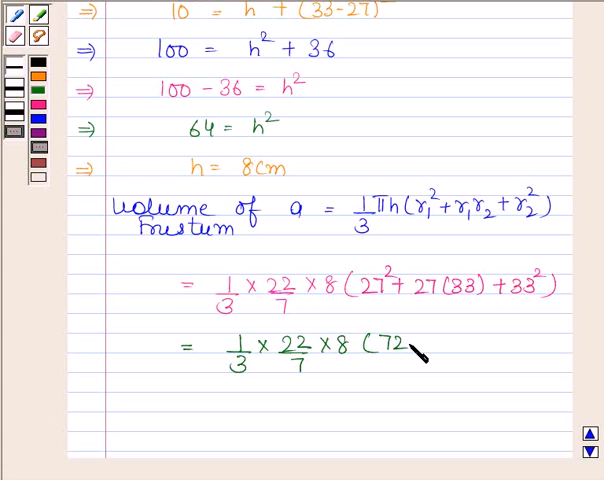 ⇒ 10 = h + (33-27)
⇒ 100 = h² + 36
⇒ 100 - 36 = h²
⇒ 64 = h²
⇒ h = 8cm
Volume of a = 1/3 πh(r₁² + r₁r₂ + r₂²)
frustum
= 1/3 × 22/7 × 8 (27² + 27(33) + 33²)
= 1/3 × 22/7 × 8 (72